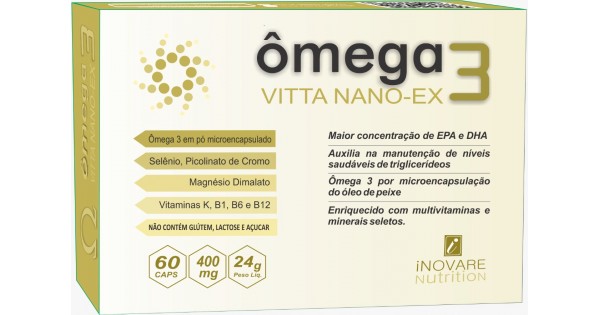 ômega 3
VITTA NANO-EX
Ômega 3 em pó microencapsulado
Selênio, Picolinato de Cromo
Magnésio Dimalato
Vitaminas K, B1, B6 e B12
NÃO CONTÉM GLÚTEM, LACTOSE E AÇUCAR
Maior concentração de EPA e DHA
Auxilia na manutenção de níveis
saudáveis de triglicerídeos
Ômega 3 por microencapsulação
do óleo de peixe
Enriquecido com multivitaminas e
minerais seletos.
60
CAPS
400
mg
24g
Peso Liq.
iNOVARE
Nutrition